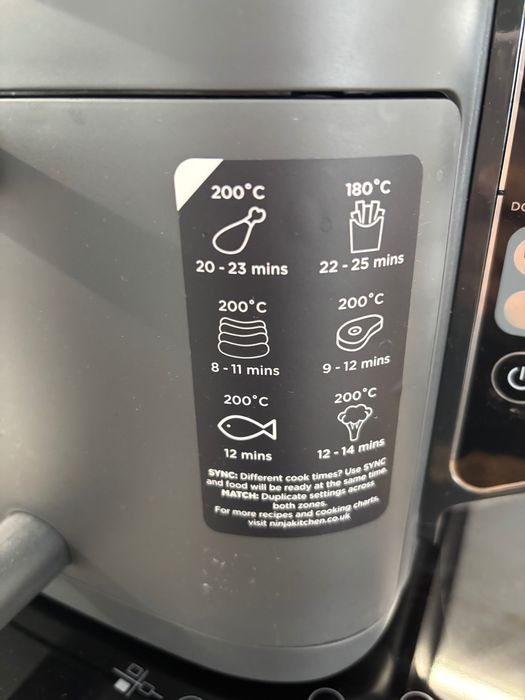 200°C 180°C
20 - 23 mins 22 - 25 mins
200°C 200°C
8 - 11 mins 9 - 12 mins
200°C 200°C
12 mins 12 - 14 mins
SYNC: Different cook times? Use SYNC
and food will be ready at the same time.
MATCH: Duplicate settings across
both zones.
For more recipes and cooking charts,
visit ninjakitchen.co.uk